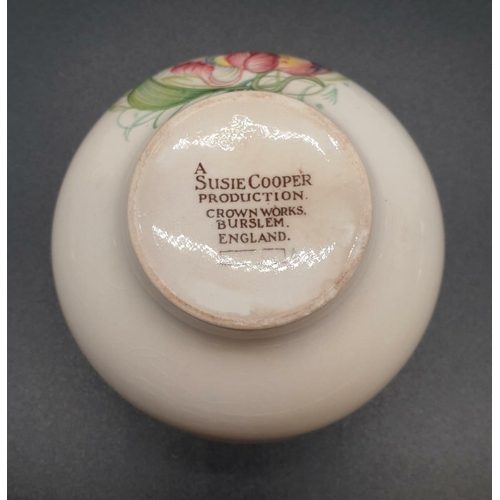 A
SUSIE COOPER
PRODUCTION.
CROWN WORKS.
BURSLEM.
ENGLAND.